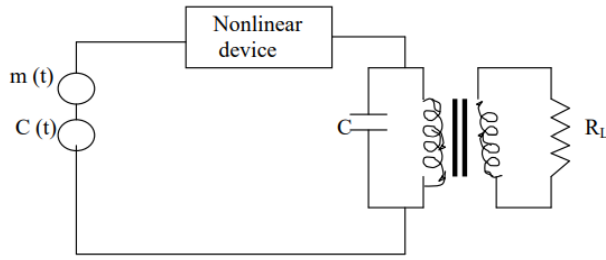 Nonlinear
device
m (t)
C (t)
C
R_L